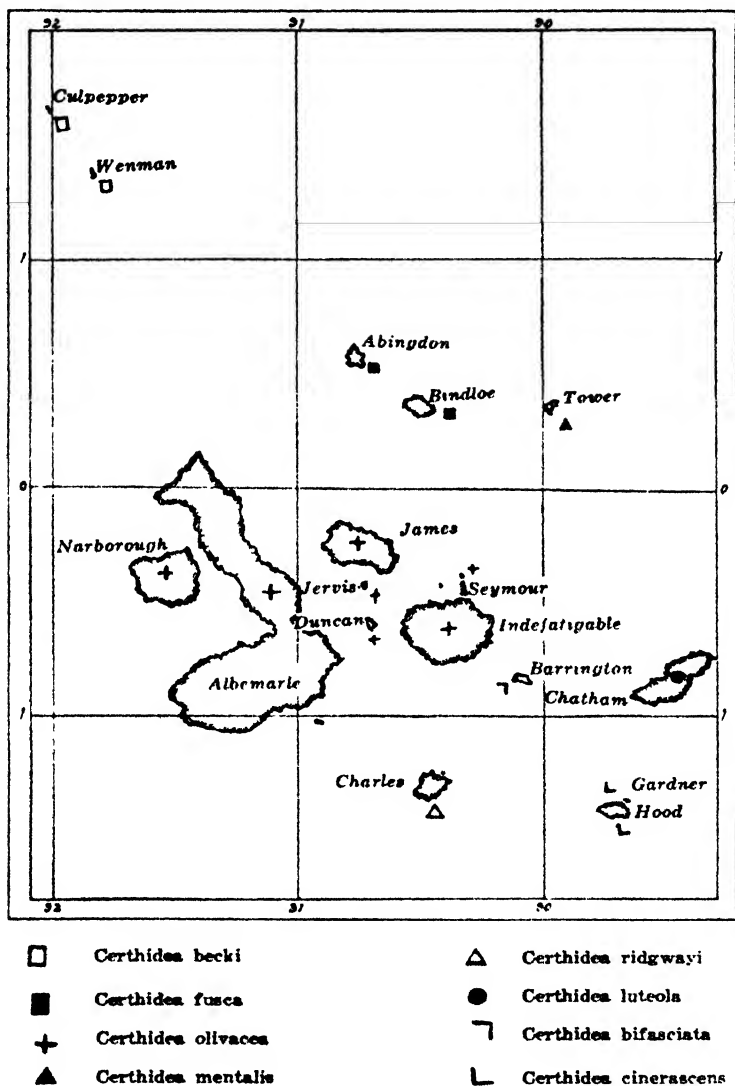 92 91 90
Culpepper
Wenman
1 1
Abingdon
Bindloe
Tower
0 0
James
Narborough
Jervis
Seymour
Duncan
Indefatigable
Barrington
Albemarle
Chatham
1 1
Charles
Gardner
Hood
92 91 90
Certhidea becki
Certhidea fusca
Certhidea olivacea
Certhidea mentalis
Certhidea ridgwayi
Certhidea luteola
Certhidea bifasciata
Certhidea cinerascens